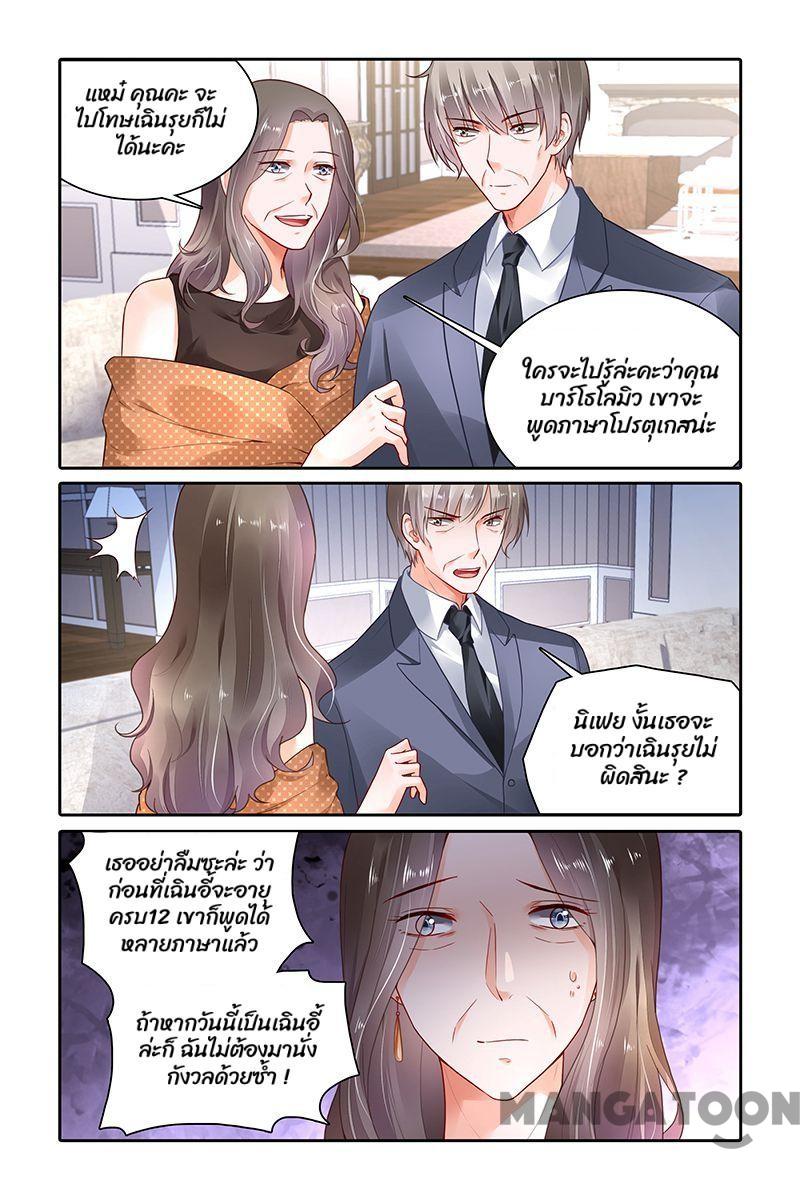 แหม๋ คุณคะ จะ
ไปโทษเฉินรุยก็ไม่
ได้นะคะ
ใครจะไปรู้ล่ะคะว่าคุณ
บาร์โธโลมิว เขาจะ
พูดภาษาโปรตุเกสน่ะ
นิเฟย งั้นเธอจะ
บอกว่าเฉินรุยไม่
ผิดสินะ ?
เธออย่าลืมซะล่ะ ว่า
ก่อนที่เฉินอี้จะอายุ
ครบ12 เขาก็พูดได้
หลายภาษาแล้ว
ถ้าหากวันนี้เป็นเฉินอี้
ล่ะก็ ฉันไม่ต้องมานั่ง
กังวลด้วยซ้ำ !
MANGATOON